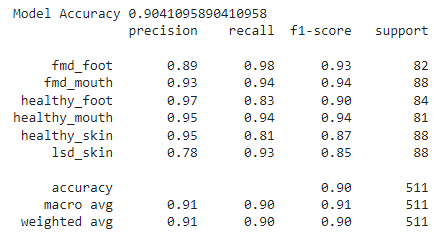 Model Accuracy 0.9041095890410958
precision recall f1-score support
fmd_foot 0.89 0.98 0.93 82
fmd_mouth 0.93 0.94 0.94 88
healthy_foot 0.97 0.83 0.90 84
healthy_mouth 0.95 0.94 0.94 81
healthy_skin 0.95 0.81 0.87 88
lsd_skin 0.78 0.93 0.85 88
accuracy 0.90 511
macro avg 0.91 0.90 0.91 511
weighted avg 0.91 0.90 0.90 511